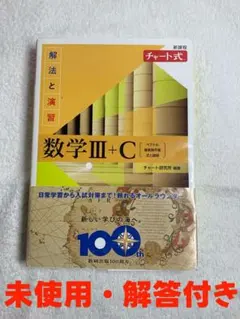 新課程
チャート式
解法と演習
数学Ⅲ+C
チャート研究所 編著
日常学習から入試対策まで！頼れるオールラウンダー
新しい学びの海へ
100th
未使用・解答付き